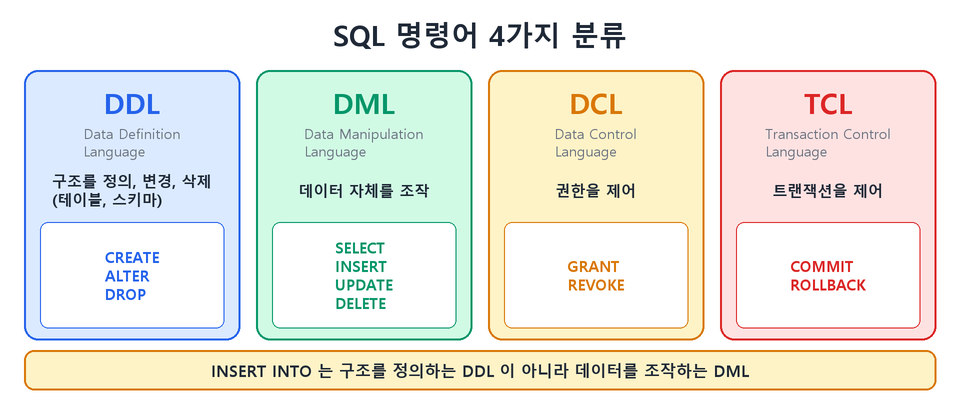 SQL 명령어 4가지 분류
DDL
Data Definition
Language
구조를 정의, 변경, 삭제
(테이블, 스키마)
CREATE
ALTER
DROP
DML
Data Manipulation
Language
데이터 자체를 조작
SELECT
INSERT
UPDATE
DELETE
DCL
Data Control
Language
권한을 제어
GRANT
REVOKE
TCL
Transaction Control
Language
트랜잭션을 제어
COMMIT
ROLLBACK
INSERT INTO 는 구조를 정의하는 DDL 이 아니라 데이터를 조작하는 DML